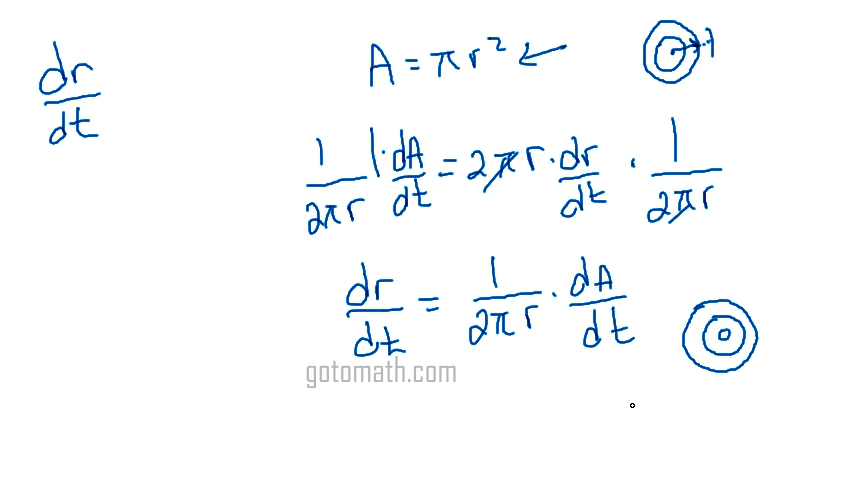 dr/dt
A = πr² ←
1/2πr 1 · dA/dt = 2πr · dr/dt · 1/2πr
dr/dt = 1/2πr · dA/dt
gotomath.com